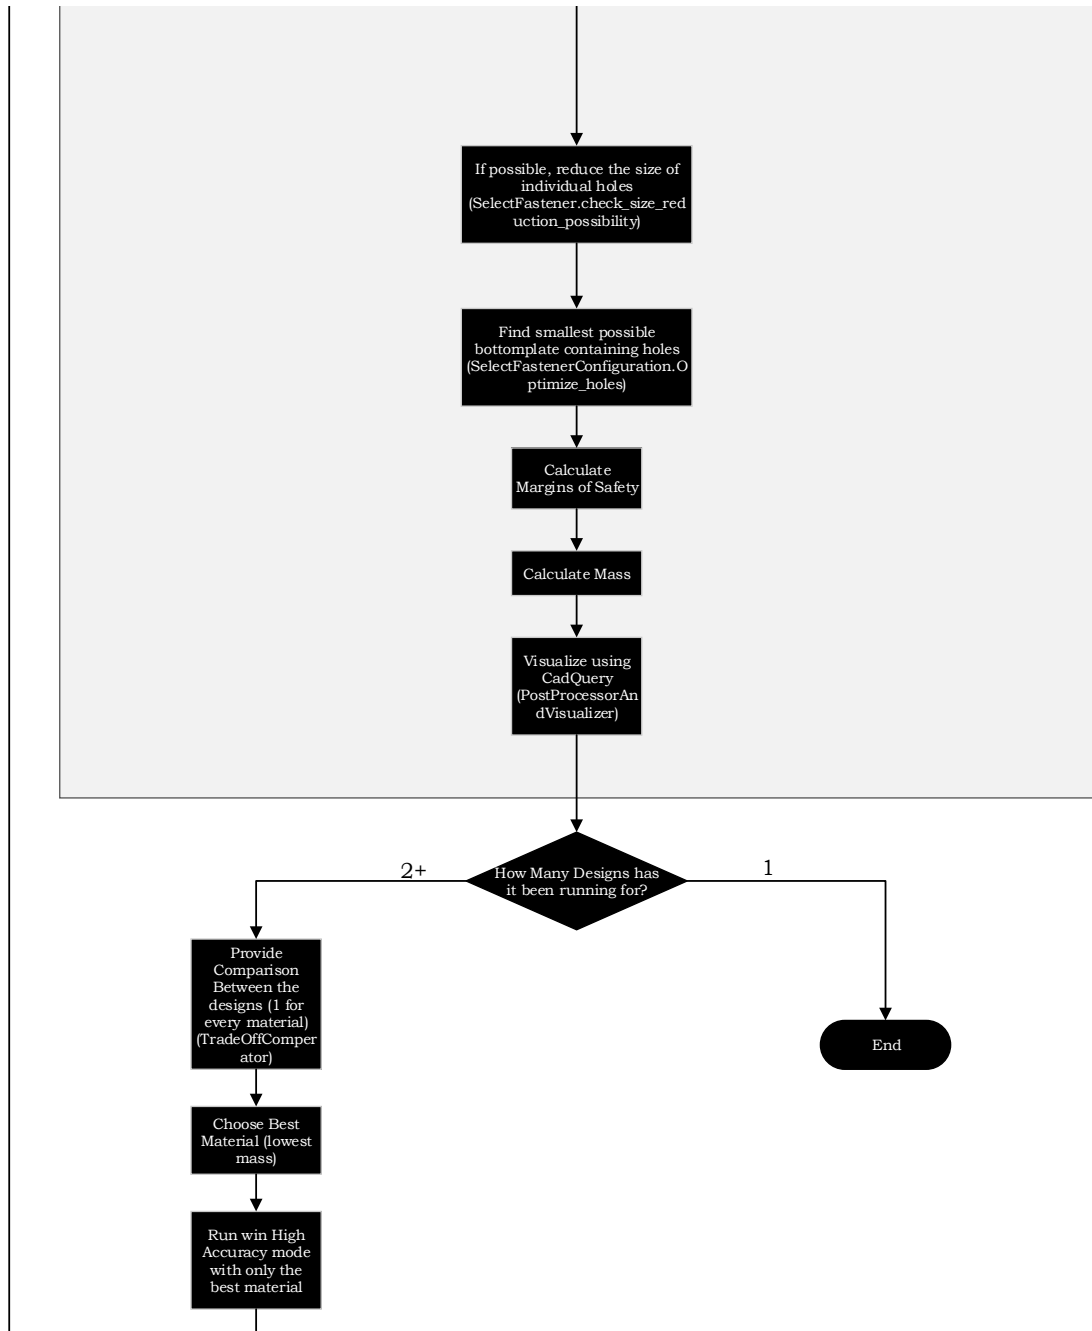 If possible, reduce the size of
individual holes
(SelectFastener.check_size_red
uction_possibility)
Find smallest possible
bottomplate containing holes
(SelectFastenerConfiguration.O
ptimize_holes)
Calculate
Margins of Safety
Calculate Mass
Visualize using
CadQuery
(PostProcessorAn
dVisualizer)
How Many Designs has
it been running for?
2+
1
Provide
Comparison
Between the
designs (1 for
every material)
(TradeOffComper
ator)
End
Choose Best
Material (lowest
mass)
Run win High
Accuracy mode
with only the
best material